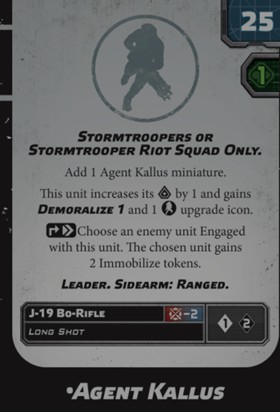 25
1
STORMTROOPERS OR
STORMTROOPER RIOT SQUAD ONLY.
Add 1 Agent Kallus miniature.
This unit increases its by 1 and gains
DEMORALIZE 1 and 1 upgrade icon.
Choose an enemy unit Engaged
with this unit. The chosen unit gains
2 Immobilize tokens.
LEADER. SIDEARM: RANGED.
J-19 BO-RIFLE
-2
1 2
LONG SHOT
•AGENT KALLUS